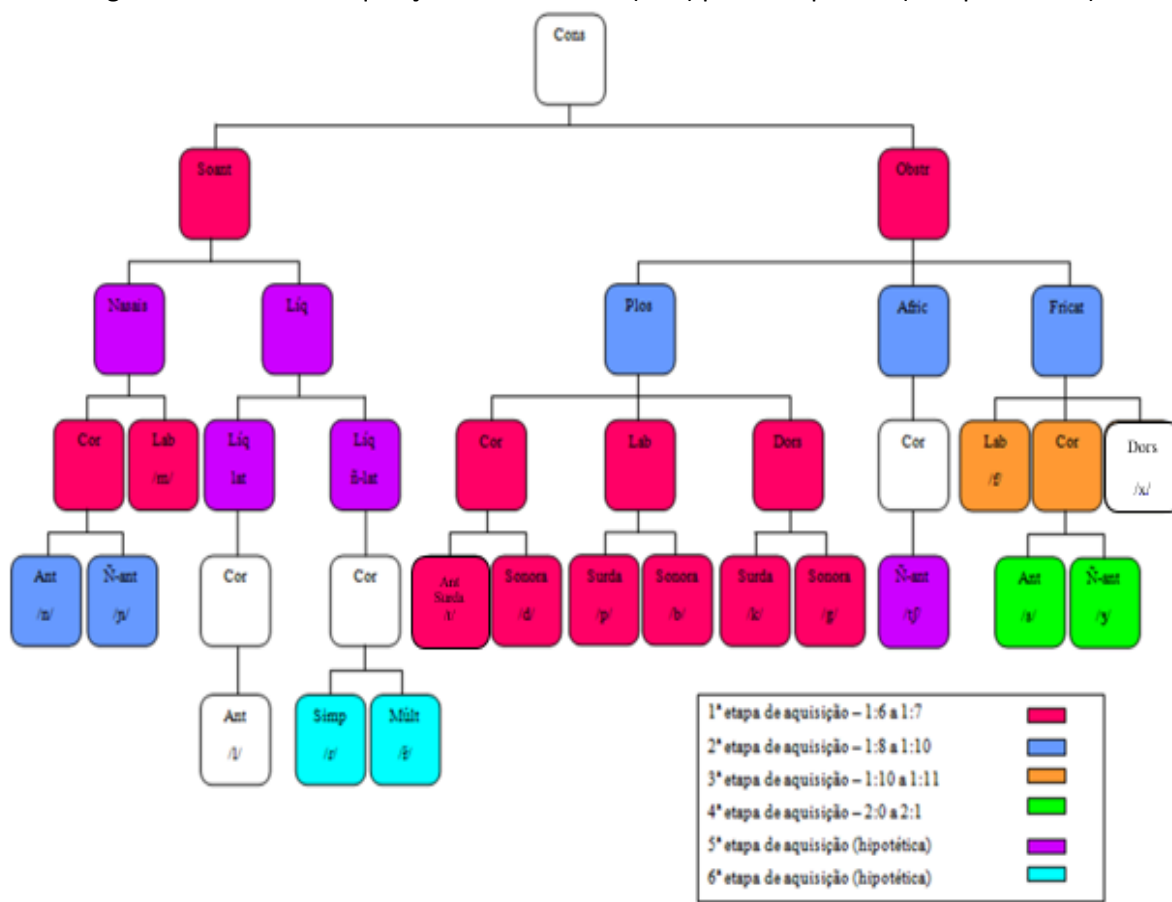 Cons
Soant
Obstr
Nasais
Líq
Plos
Afric
Fricat
Cor
Lab
/m/
Líq
lat
Líq
ñ-lat
Cor
Lab
Dors
Cor
Lab
/f/
Cor
Dors
/x/
Ant
/n/
Ñ-ant
/ɲ/
Cor
Cor
Ant
Surda
/t/
Sonora
/d/
Surda
/p/
Sonora
/b/
Surda
/k/
Sonora
/g/
Ñ-ant
/tʃ/
Ant
/s/
Ñ-ant
/y/
Ant
/l/
Simp
/ɾ/
Múlt
1ª etapa de aquisição – 1:6 a 1:7
2ª etapa de aquisição – 1:8 a 1:10
3ª etapa de aquisição – 1:10 a 1:11
4ª etapa de aquisição – 2:0 a 2:1
5ª etapa de aquisição (hipotética)
6ª etapa de aquisição (hipotética)